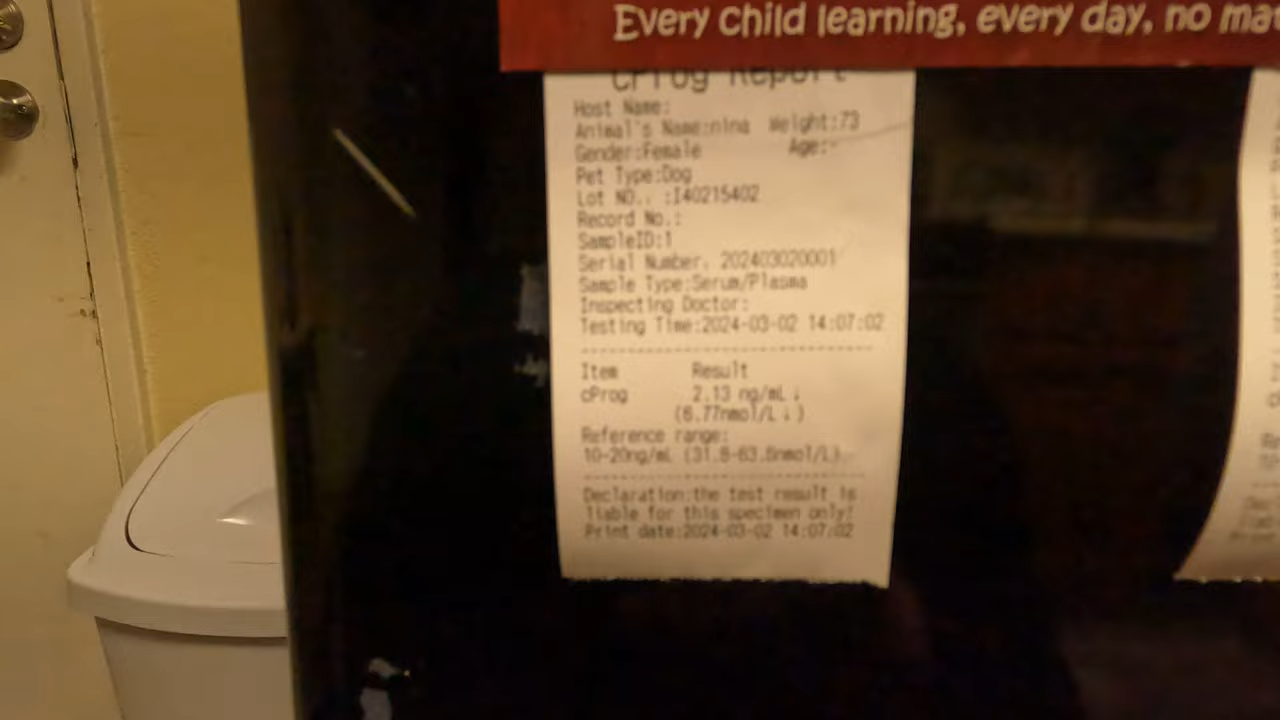 Every child learning, every day, no ma
cProg Report
Host Name:
Animal's Name:nina Weight:73
Gender:Female Age:-
Pet Type:Dog
Lot NO.. :I40215402
Record No.:
SampleID:1
Serial Number. 202403020001
Sample Type:Serum/Plasma
Inspecting Doctor:
Testing Time:2024-03-02 14:07:02
Item Result
cProg 2.13 ng/mL↓
(6.77nmol/L↓)
Reference range:
10-20ng/mL (31.8-63.6nmol/L)
Declaration:the test result is
liable for this specimen only!
Print date:2024-03-02 14:07:02